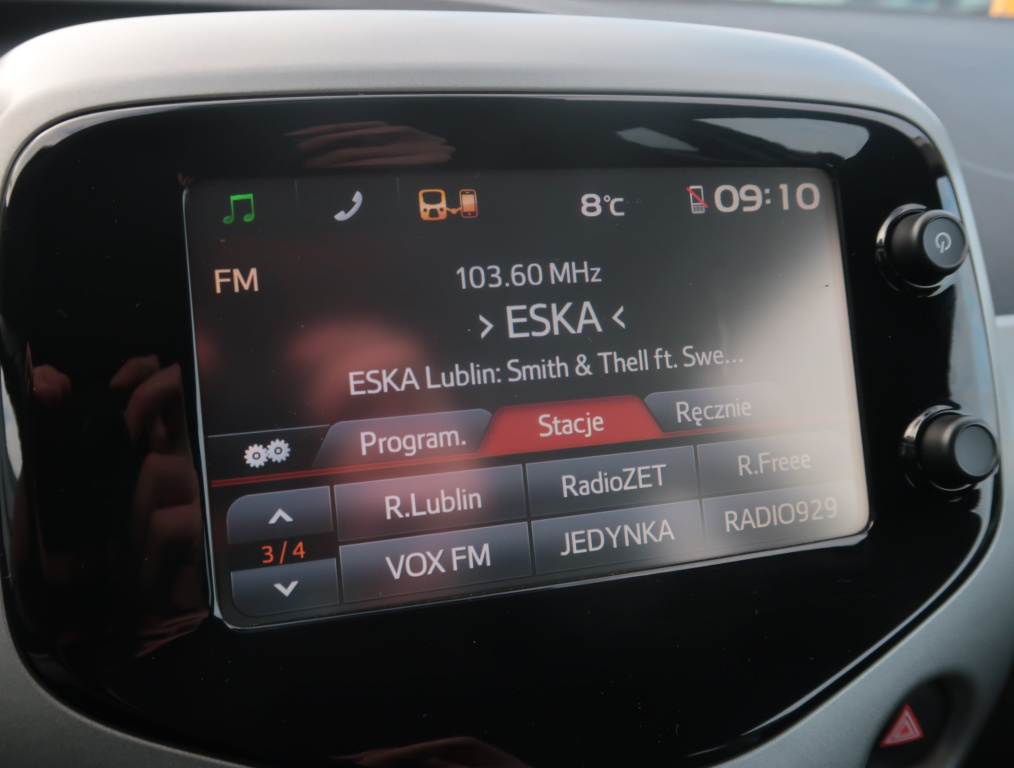 8°C 09:10
FM
103.60 MHz
> ESKA <
ESKA Lublin: Smith & Thell ft. Swe...
Program. Stacje Ręcznie
R.Lublin RadioZET R.Freee
3/4
VOX FM JEDYNKA RADIO929